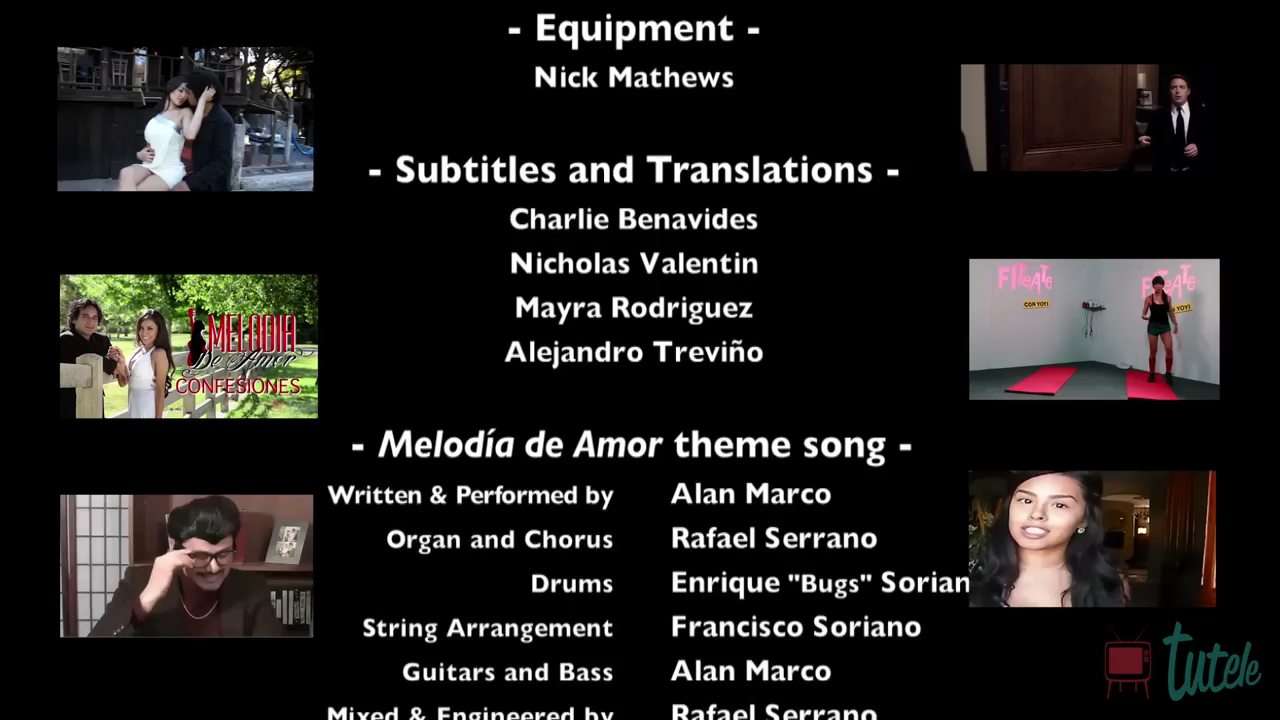 - Equipment -
Nick Mathews
- Subtitles and Translations -
Charlie Benavides
Nicholas Valentin
Mayra Rodriguez
Alejandro Treviño
MELODIA
De Amor
CONFESIONES
FITEATE
CON YOY!
FITEATE
YOY!
- Melodía de Amor theme song -
Written & Performed by Alan Marco
Organ and Chorus Rafael Serrano
Drums Enrique "Bugs" Sorian
String Arrangement Francisco Soriano
Guitars and Bass Alan Marco
Mixed & Engineered by Rafael Serrano
tutele